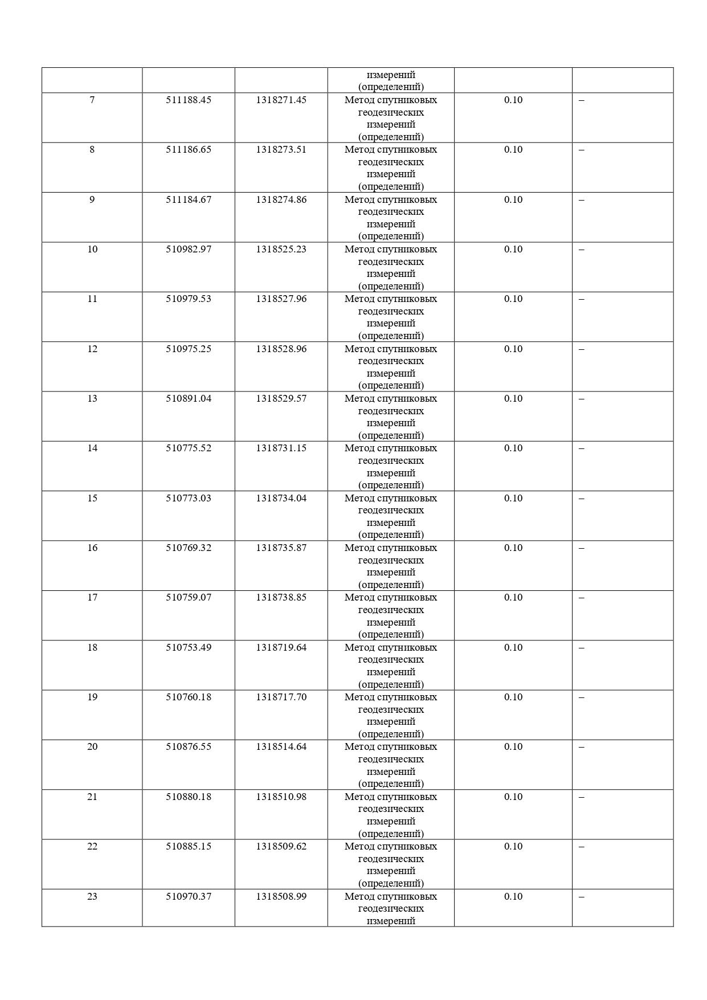 измерений
(определений)
7 511188.45 1318271.45 Метод спутниковых 0.10 –
геодезических
измерений
(определений)
8 511186.65 1318273.51 Метод спутниковых 0.10 –
геодезических
измерений
(определений)
9 511184.67 1318274.86 Метод спутниковых 0.10 –
геодезических
измерений
(определений)
10 510982.97 1318525.23 Метод спутниковых 0.10 –
геодезических
измерений
(определений)
11 510979.53 1318527.96 Метод спутниковых 0.10 –
геодезических
измерений
(определений)
12 510975.25 1318528.96 Метод спутниковых 0.10 –
геодезических
измерений
(определений)
13 510891.04 1318529.57 Метод спутниковых 0.10 –
геодезических
измерений
(определений)
14 510775.52 1318731.15 Метод спутниковых 0.10 –
геодезических
измерений
(определений)
15 510773.03 1318734.04 Метод спутниковых 0.10 –
геодезических
измерений
(определений)
16 510769.32 1318735.87 Метод спутниковых 0.10 –
геодезических
измерений
(определений)
17 510759.07 1318738.85 Метод спутниковых 0.10 –
геодезических
измерений
(определений)
18 510753.49 1318719.64 Метод спутниковых 0.10 –
геодезических
измерений
(определений)
19 510760.18 1318717.70 Метод спутниковых 0.10 –
геодезических
измерений
(определений)
20 510876.55 1318514.64 Метод спутниковых 0.10 –
геодезических
измерений
(определений)
21 510880.18 1318510.98 Метод спутниковых 0.10 –
геодезических
измерений
(определений)
22 510885.15 1318509.62 Метод спутниковых 0.10 –
геодезических
измерений
(определений)
23 510970.37 1318508.99 Метод спутниковых 0.10 –
геодезических
измерений